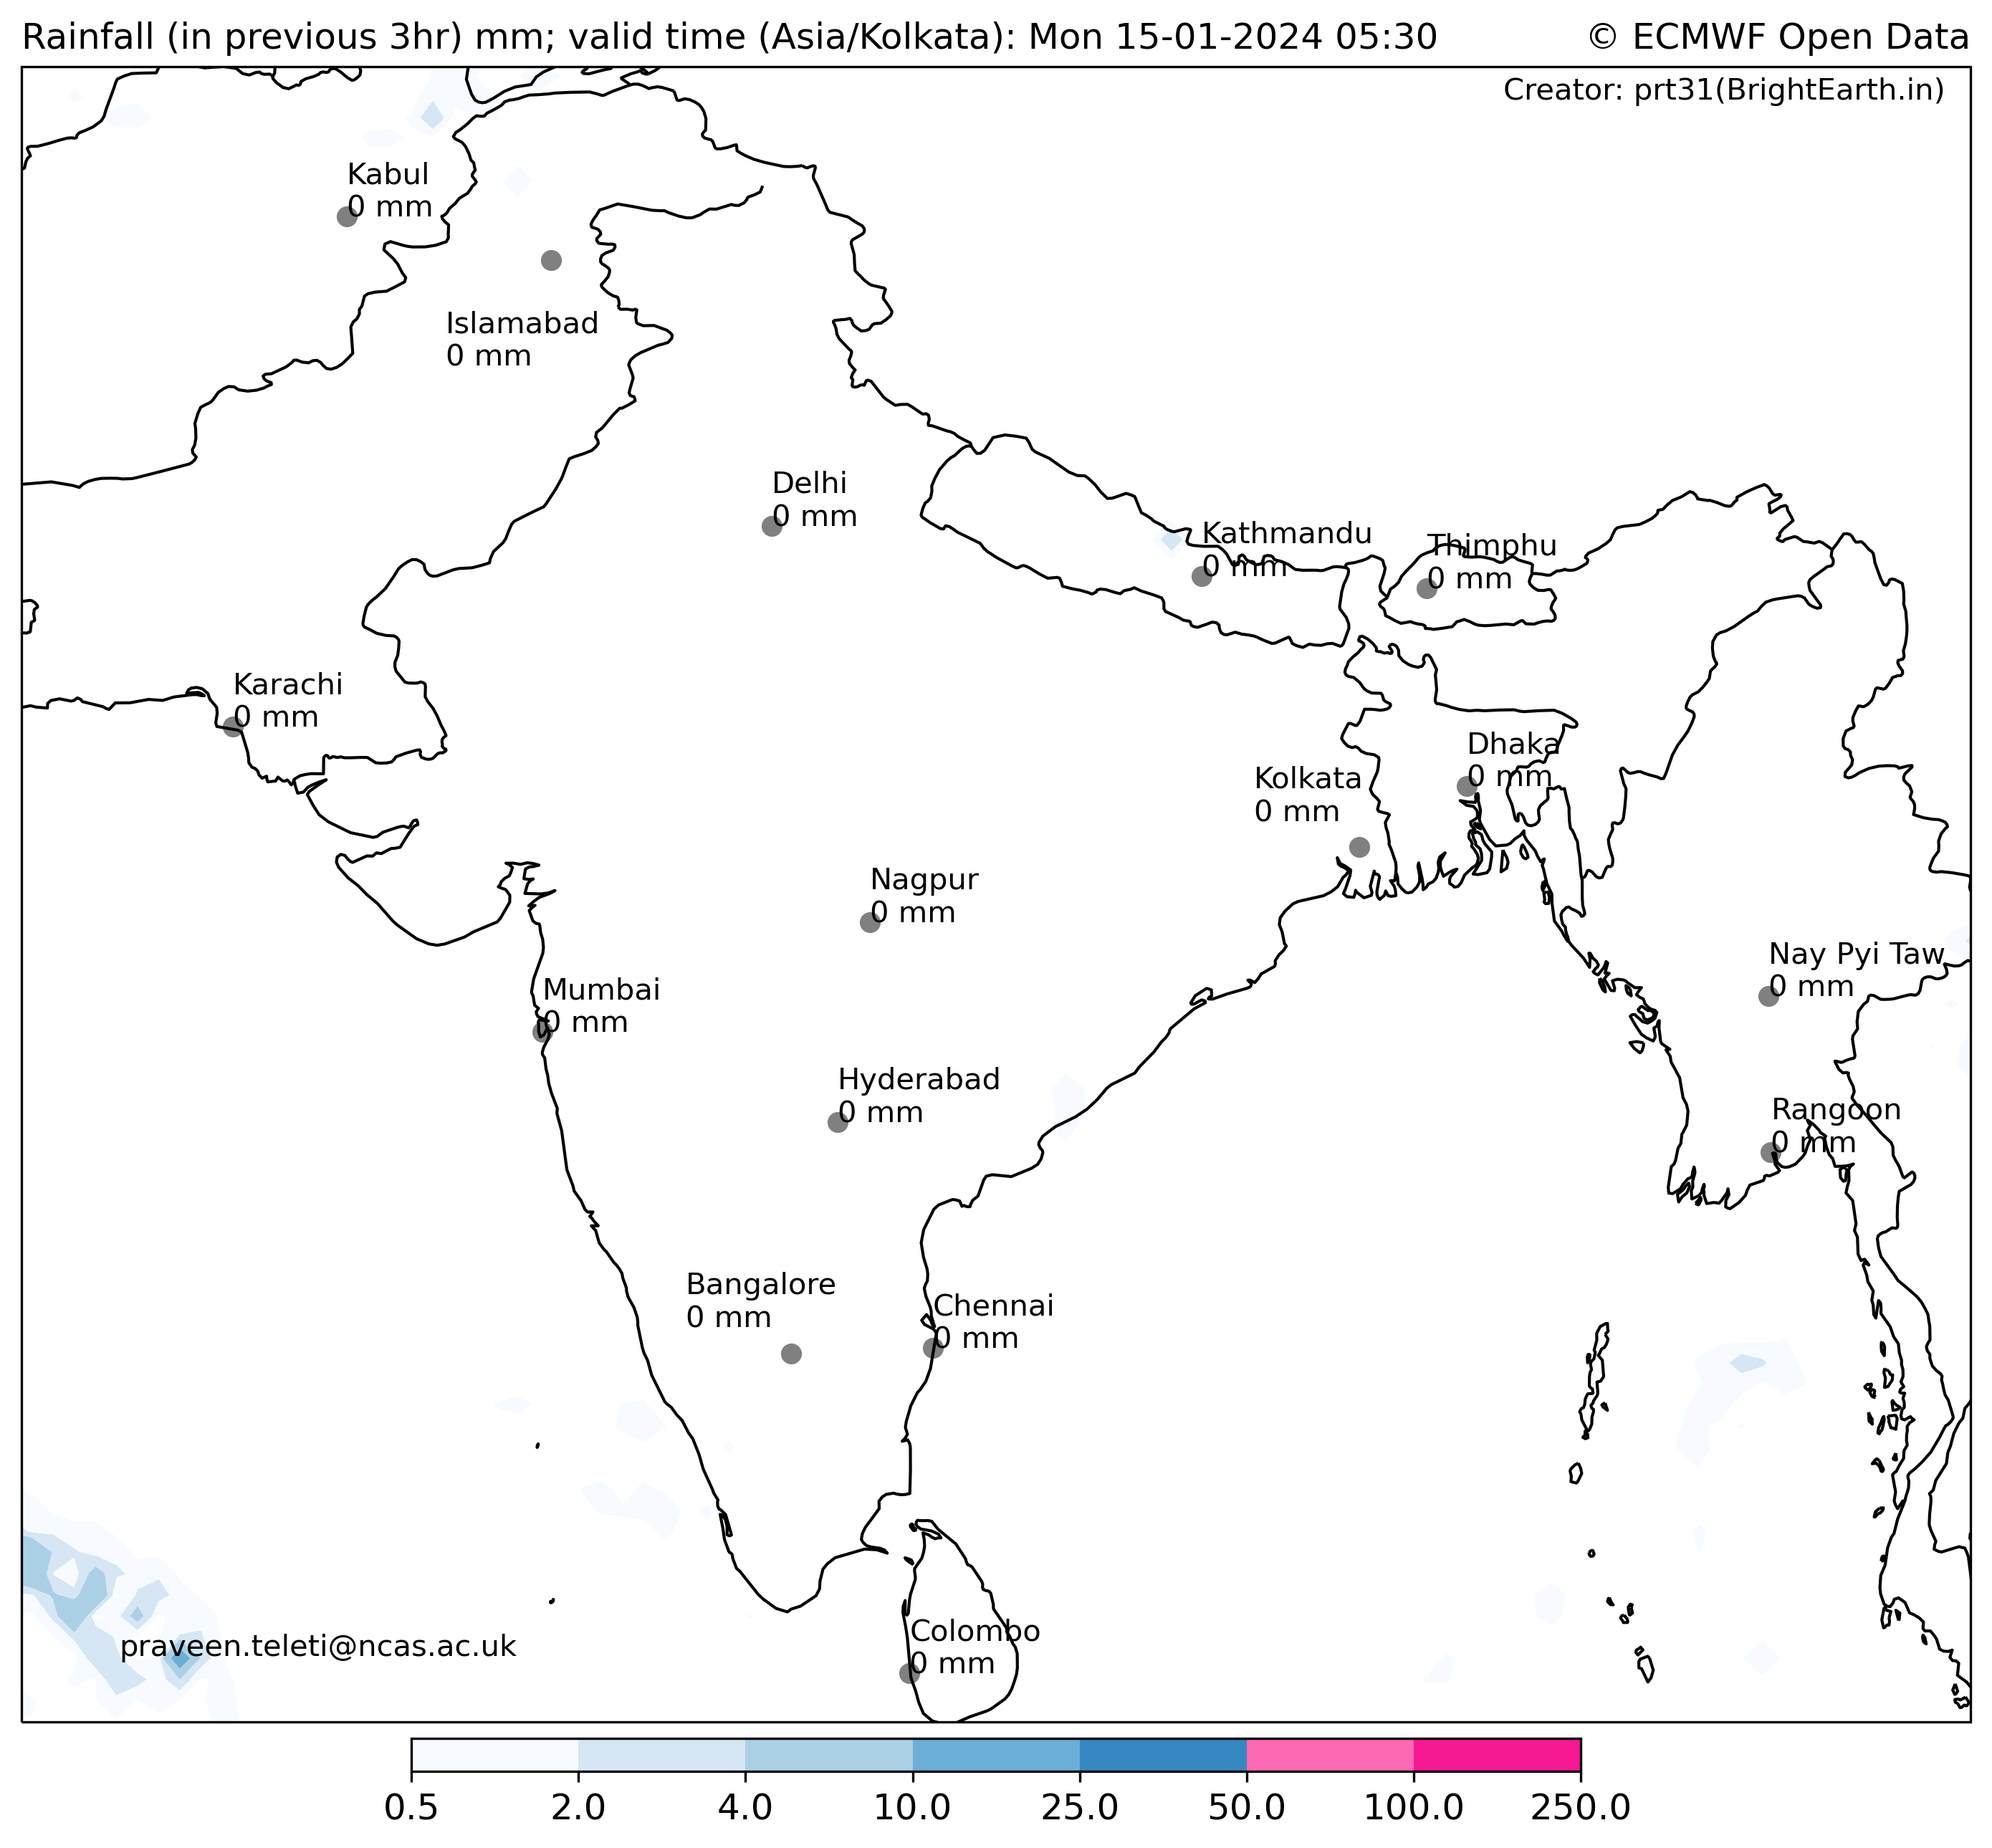 Rainfall (in previous 3hr) mm; valid time (Asia/Kolkata): Mon 15-01-2024 05:30
© ECMWF Open Data
Creator: prt31(BrightEarth.in)
Kabul
0 mm
Islamabad
0 mm
Delhi
0 mm
Kathmandu
0 mm
Thimphu
0 mm
Karachi
0 mm
Dhaka
0 mm
Kolkata
0 mm
Nagpur
0 mm
Nay Pyi Taw
0 mm
Mumbai
0 mm
Hyderabad
0 mm
Rangoon
0 mm
Bangalore
0 mm
Chennai
0 mm
Colombo
0 mm
praveen.teleti@ncas.ac.uk
0.5 2.0 4.0 10.0 25.0 50.0 100.0 250.0